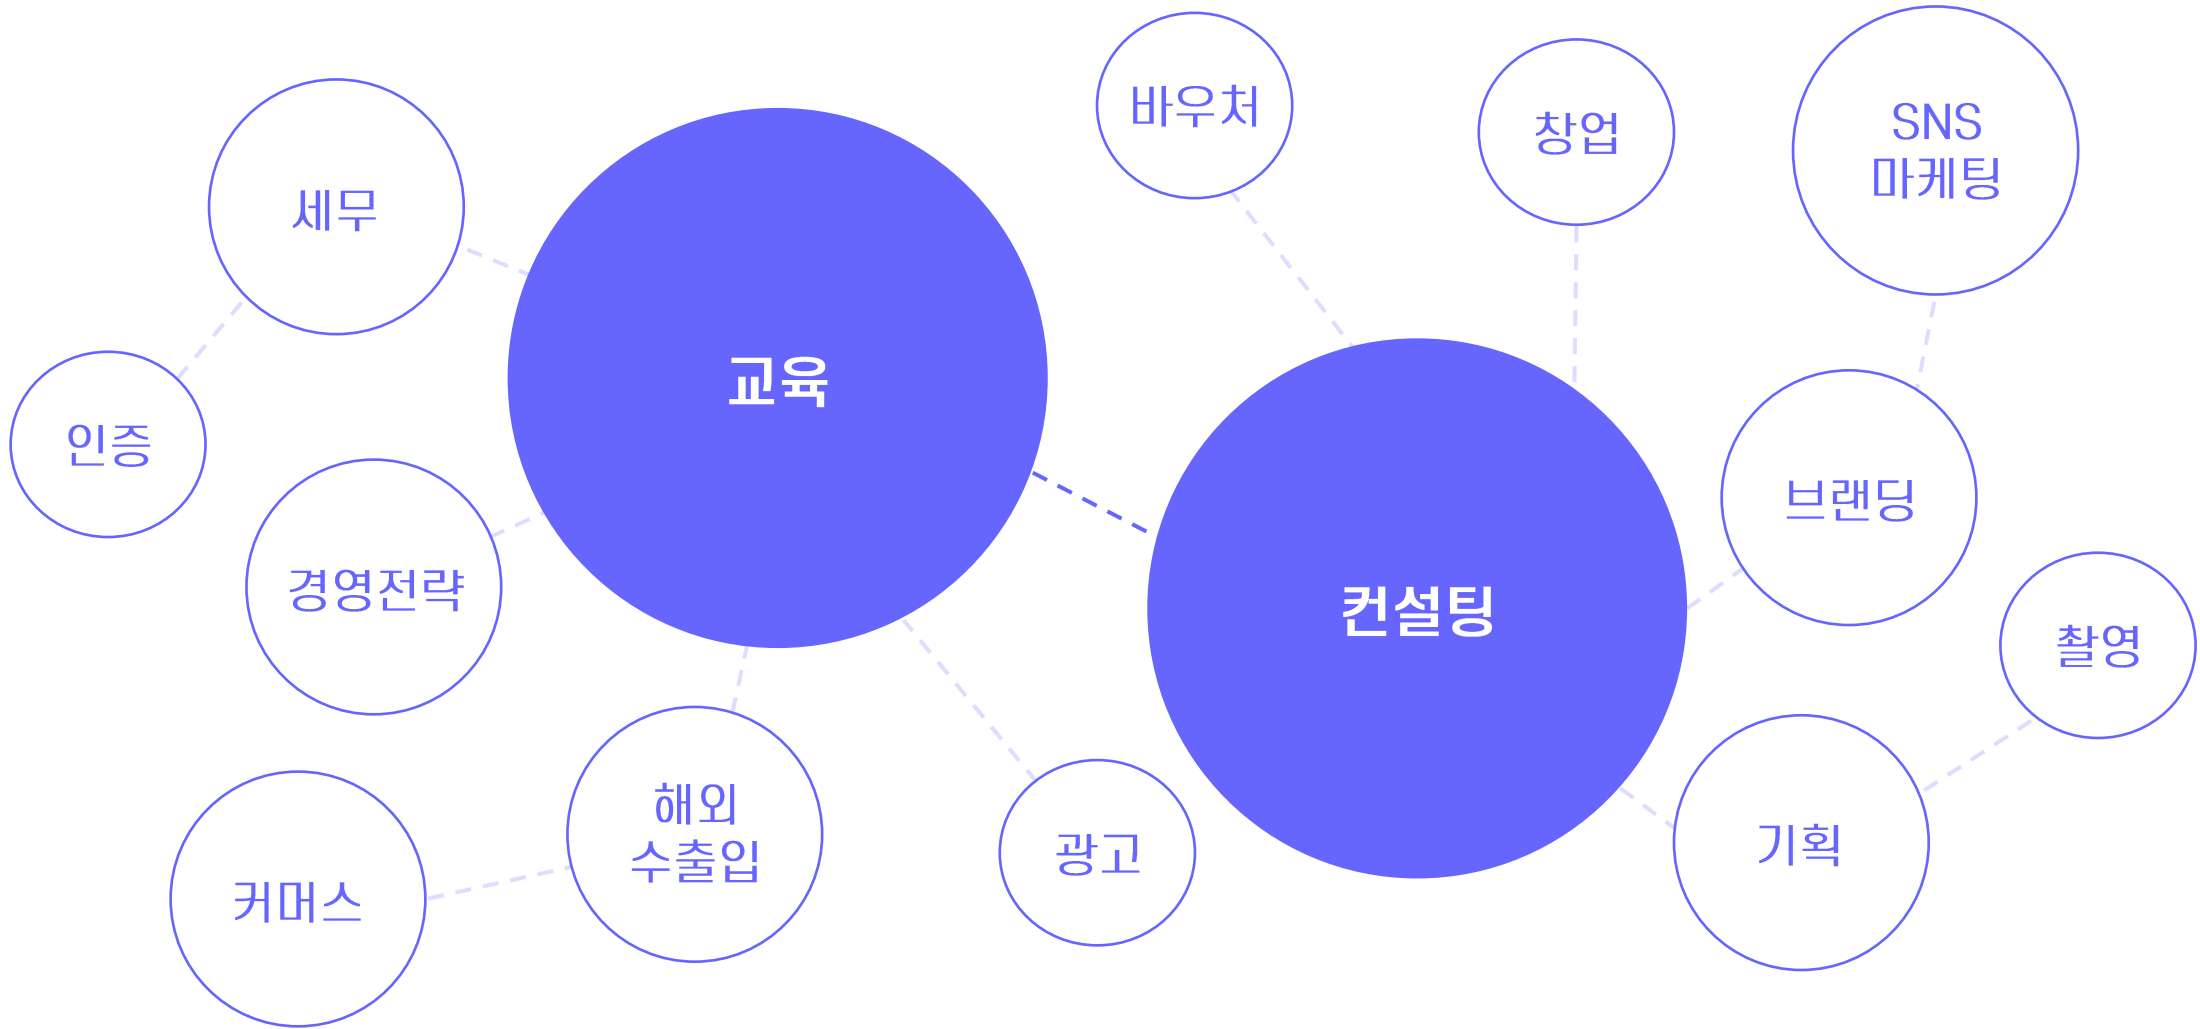 바우처
창업
SNS
마케팅
세무
교육
인증
브랜딩
경영전략
컨설팅
촬영
해외
수출입
광고
기획
커머스